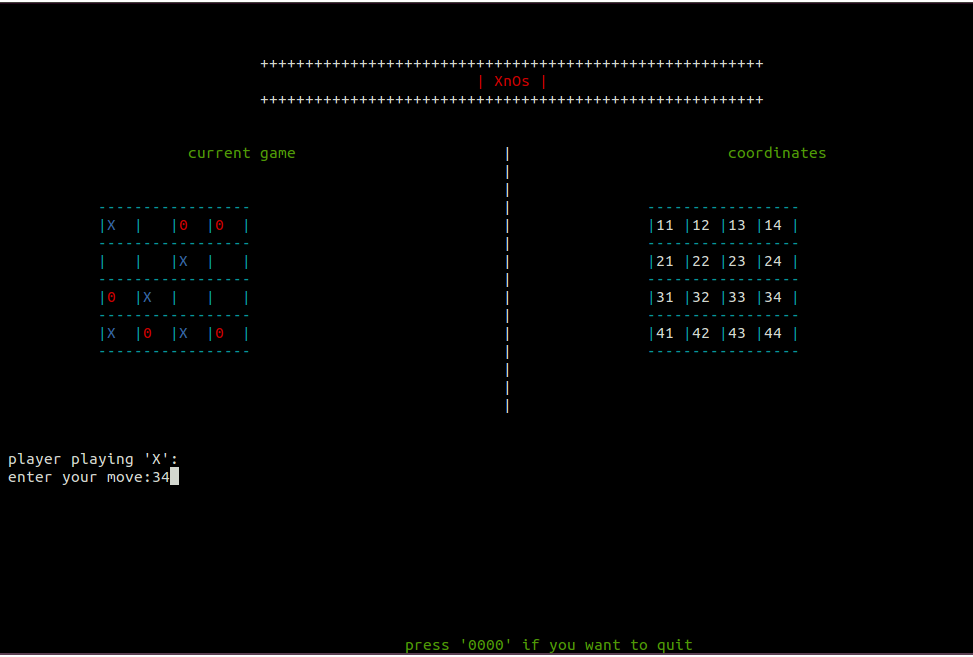 ++++++++++++++++++++++++++++++++++++++++++++++++++++++++
| XnOs |
++++++++++++++++++++++++++++++++++++++++++++++++++++++++
current game | coordinates
-----------------
|X | |0 |0 |
-----------------
| | |X | |
-----------------
|0 |X | | |
-----------------
|X |0 |X |0 |
-----------------
-----------------
|11 |12 |13 |14 |
-----------------
|21 |22 |23 |24 |
-----------------
|31 |32 |33 |34 |
-----------------
|41 |42 |43 |44 |
-----------------
player playing 'X':
enter your move:34
press '0000' if you want to quit